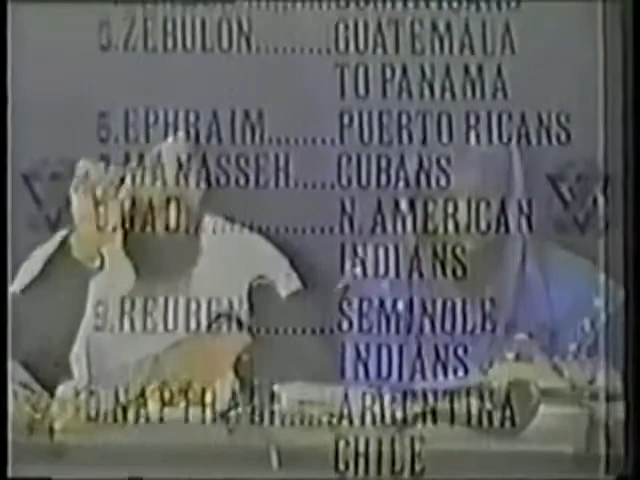 DOMINICANS
5.ZEBULON.........GUATEMALA
TO PANAMA
6.EPHRAIM........PUERTO RICANS
7.MANASSEH.....CUBANS
8.GAD..............N. AMERICAN
INDIANS
9.REUBEN..........SEMINOLE
INDIANS
10.NAPTHALI......ARGENTINA
CHILE